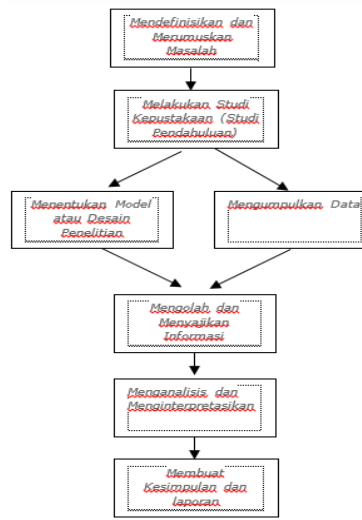 Mendefinisikan dan
Merumuskan
Masalah
Melakukan Studi
Kepustakaan (Studi
Pendahuluan)
Menentukan Model
atau Desain
Penelitian
Mengumpulkan Data
Mengolah dan
Menyajikan
Informasi
Menganalisis dan
Menginterpretasikan
Membuat
Kesimpulan dan
laporan